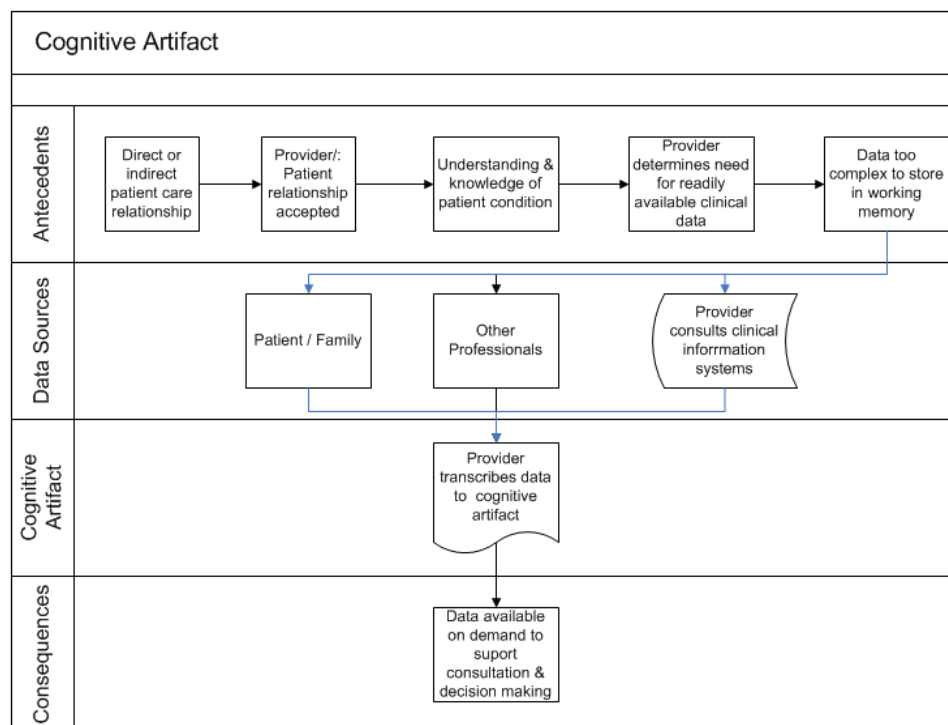 Cognitive Artifact
Antecedents
Direct or
indirect
patient care
relationship
Provider/:
Patient
relationship
accepted
Understanding &
knowledge of
patient condition
Provider
determines need
for readily
available clinical
data
Data too
complex to store
in working
memory
Data Sources
Patient / Family
Other
Professionals
Provider
consults clinical
inforrmation
systems
Cognitive
Artifact
Provider
transcribes data
to cognitive
artifact
Consequences
Data available
on demand to
suport
consultation &
decision making